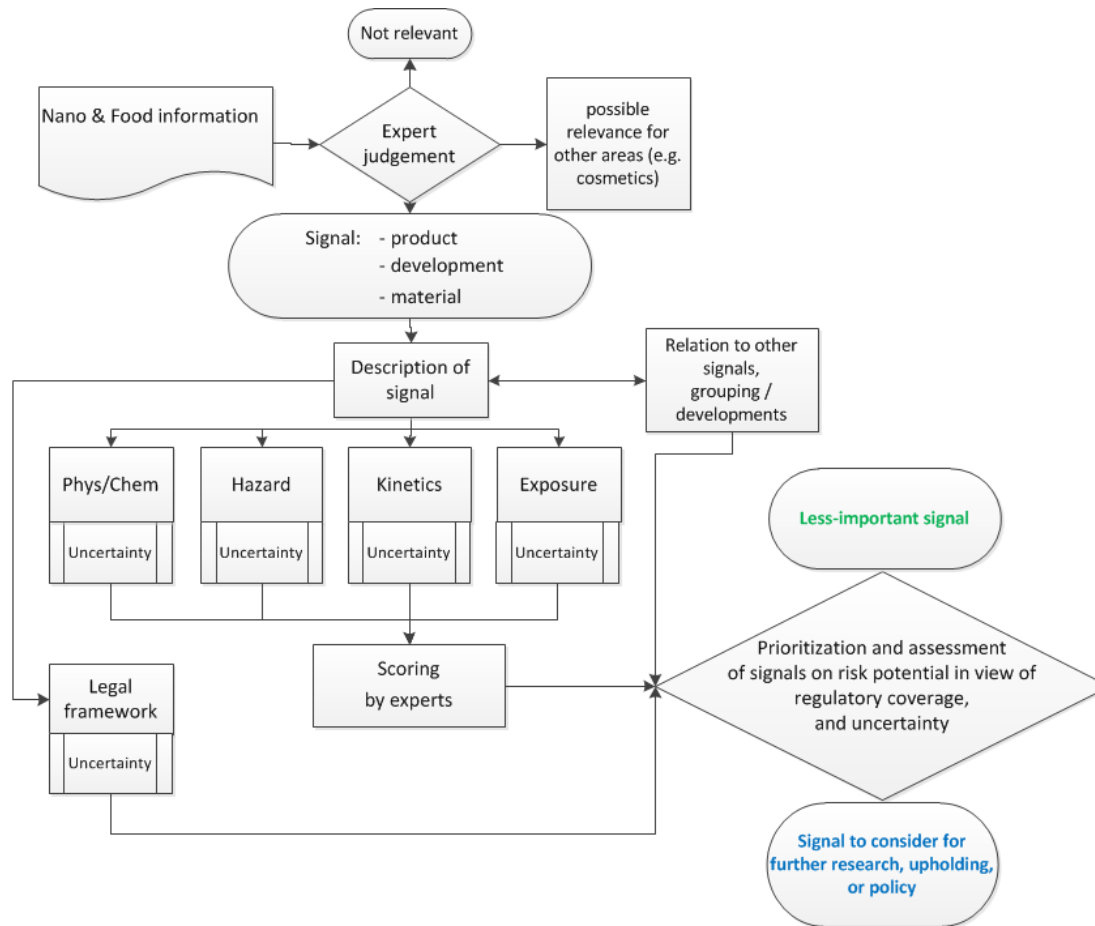 Not relevant
Nano & Food information
Expert
judgement
possible
relevance for
other areas (e.g.
cosmetics)
Signal: - product
- development
- material
Description of
signal
Relation to other
signals,
grouping /
developments
Phys/Chem
Hazard
Kinetics
Exposure
Uncertainty
Uncertainty
Uncertainty
Uncertainty
Less-important signal
Scoring
by experts
Prioritization and assessment
of signals on risk potential in view of
regulatory coverage,
and uncertainty
Legal
framework
Uncertainty
Signal to consider for
further research, upholding,
or policy